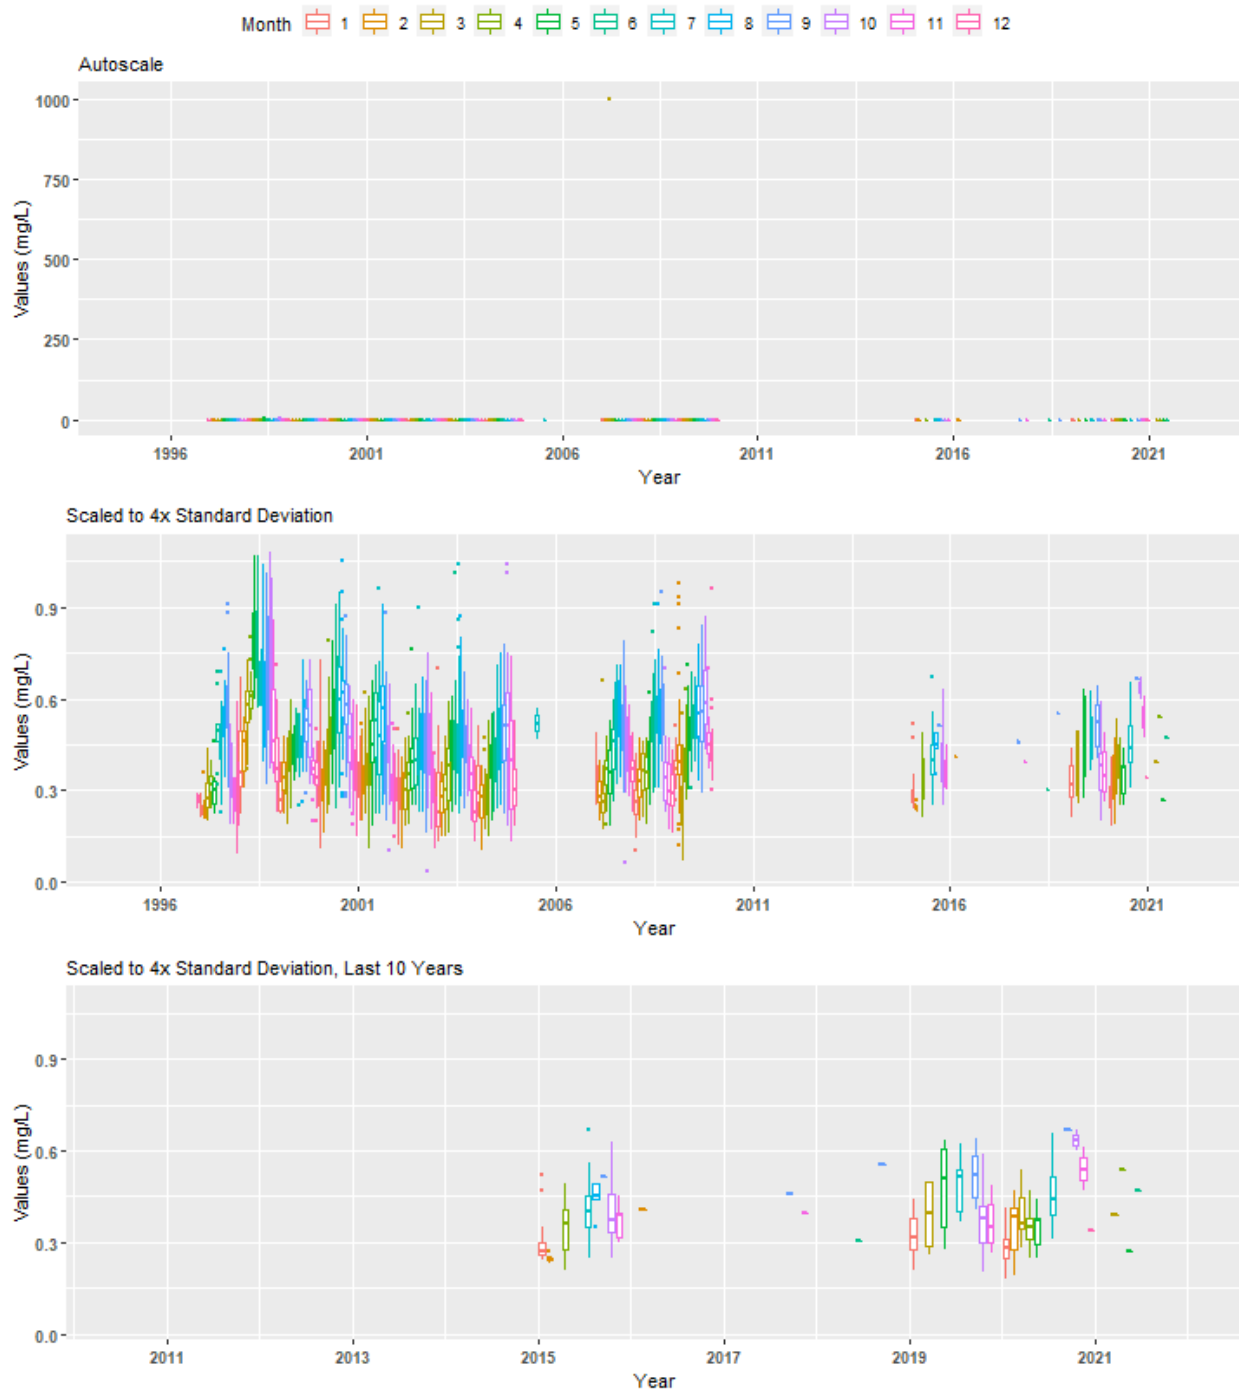 Month 1 2 3 4 5 6 7 8 9 10 11 12
Autoscale
1000
750
500
250
0
Values (mg/L)
1996 2001 2006 2011 2016 2021
Year
Scaled to 4x Standard Deviation
0.9
0.6
0.3
0.0
Values (mg/L)
1996 2001 2006 2011 2016 2021
Year
Scaled to 4x Standard Deviation, Last 10 Years
0.9
0.6
0.3
0.0
Values (mg/L)
2011 2013 2015 2017 2019 2021
Year